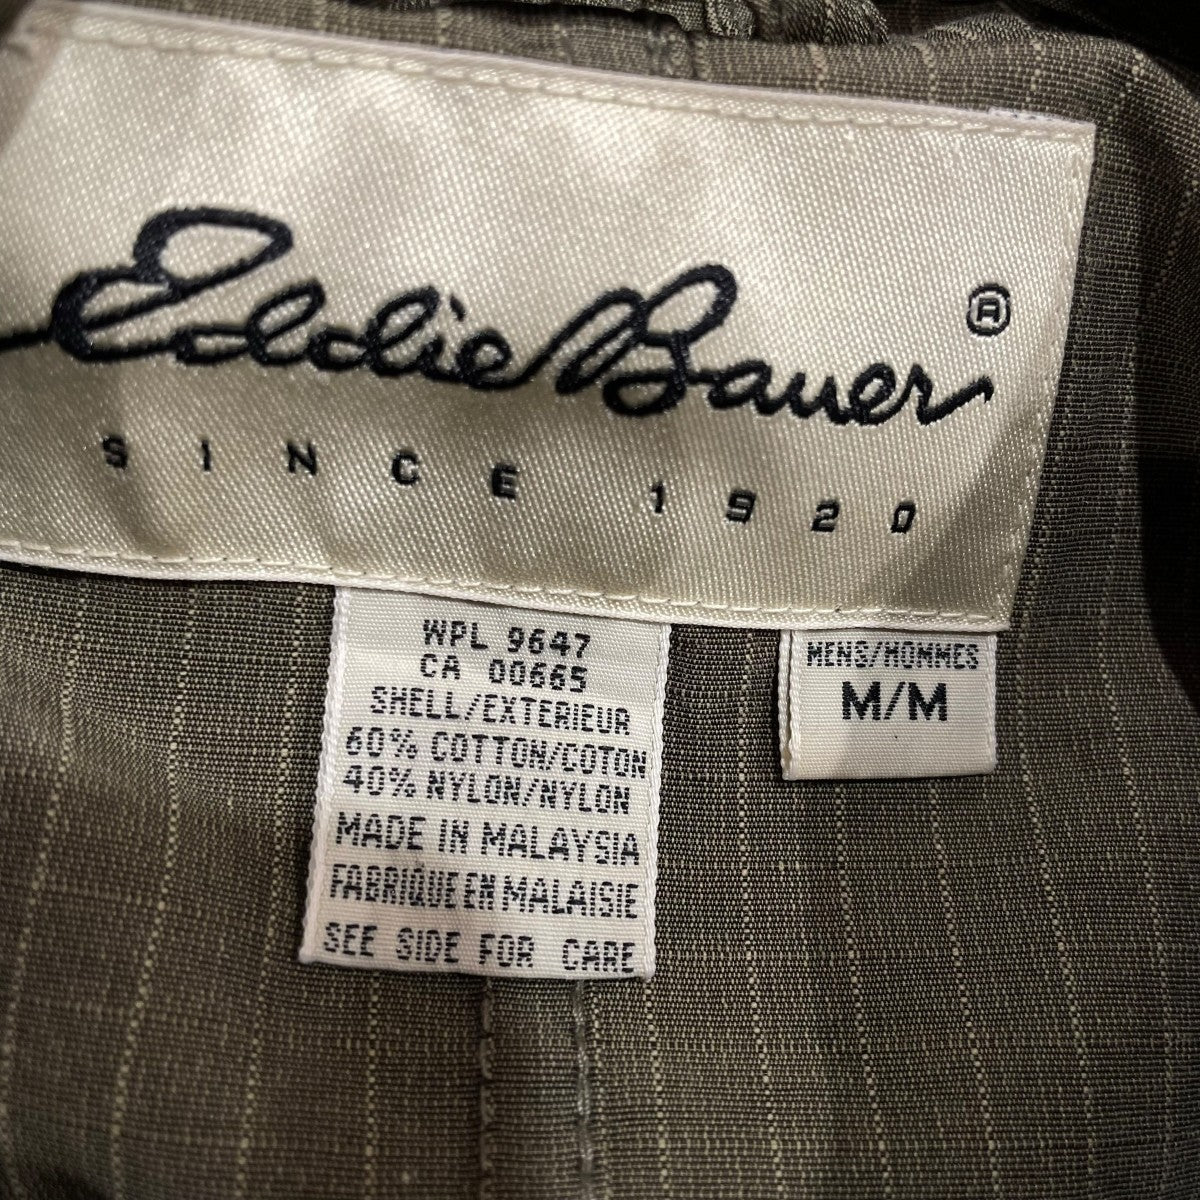 Eddie Bauer ®
SINCE 1920
WPL 9647
CA 00665
SHELL/EXTERIEUR
60% COTTON/COTON
40% NYLON/NYLON
MADE IN MALAYSIA
FABRIQUE EN MALAISIE
SEE SIDE FOR CARE
MENS/HOMMES
M/M